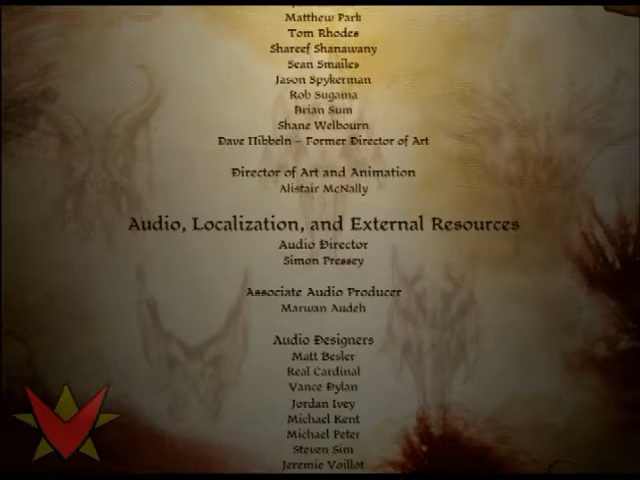 Matthew Park
Tom Rhodes
Shareef Shanawany
Sean Smailes
Jason Spykerman
Rob Sugama
Brian Sum
Shane Welbourn
Dave Hibbeln - Former Director of Art
Director of Art and Animation
Alistair McNally
Audio, Localization, and External Resources
Audio Director
Simon Pressey
Associate Audio Producer
Marwan Audeh
Audio Designers
Matt Besler
Real Cardinal
Vance Dylan
Jordan Ivey
Michael Kent
Michael Peter
Steven Sim
Jeremie Voillot